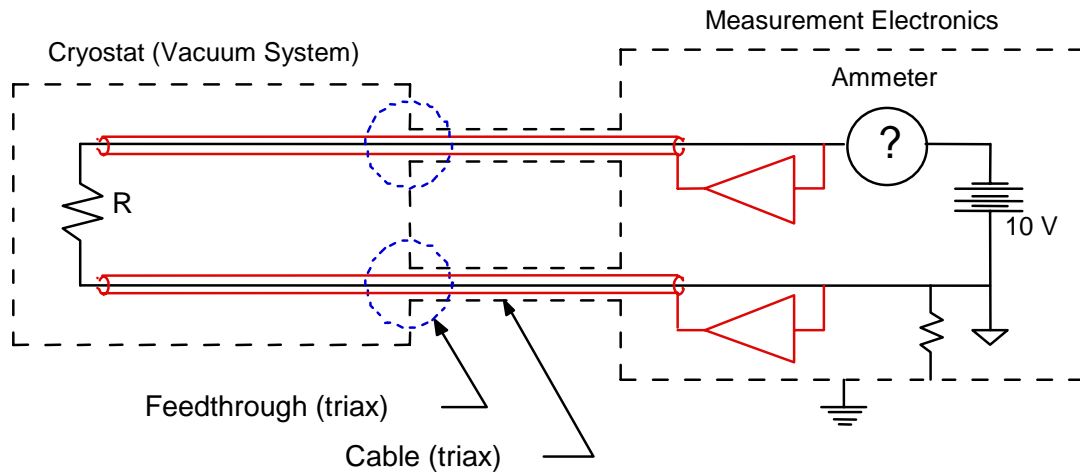 Measurement Electronics
Cryostat (Vacuum System)
Ammeter
?
R
10 V
Feedthrough (triax)
Cable (triax)